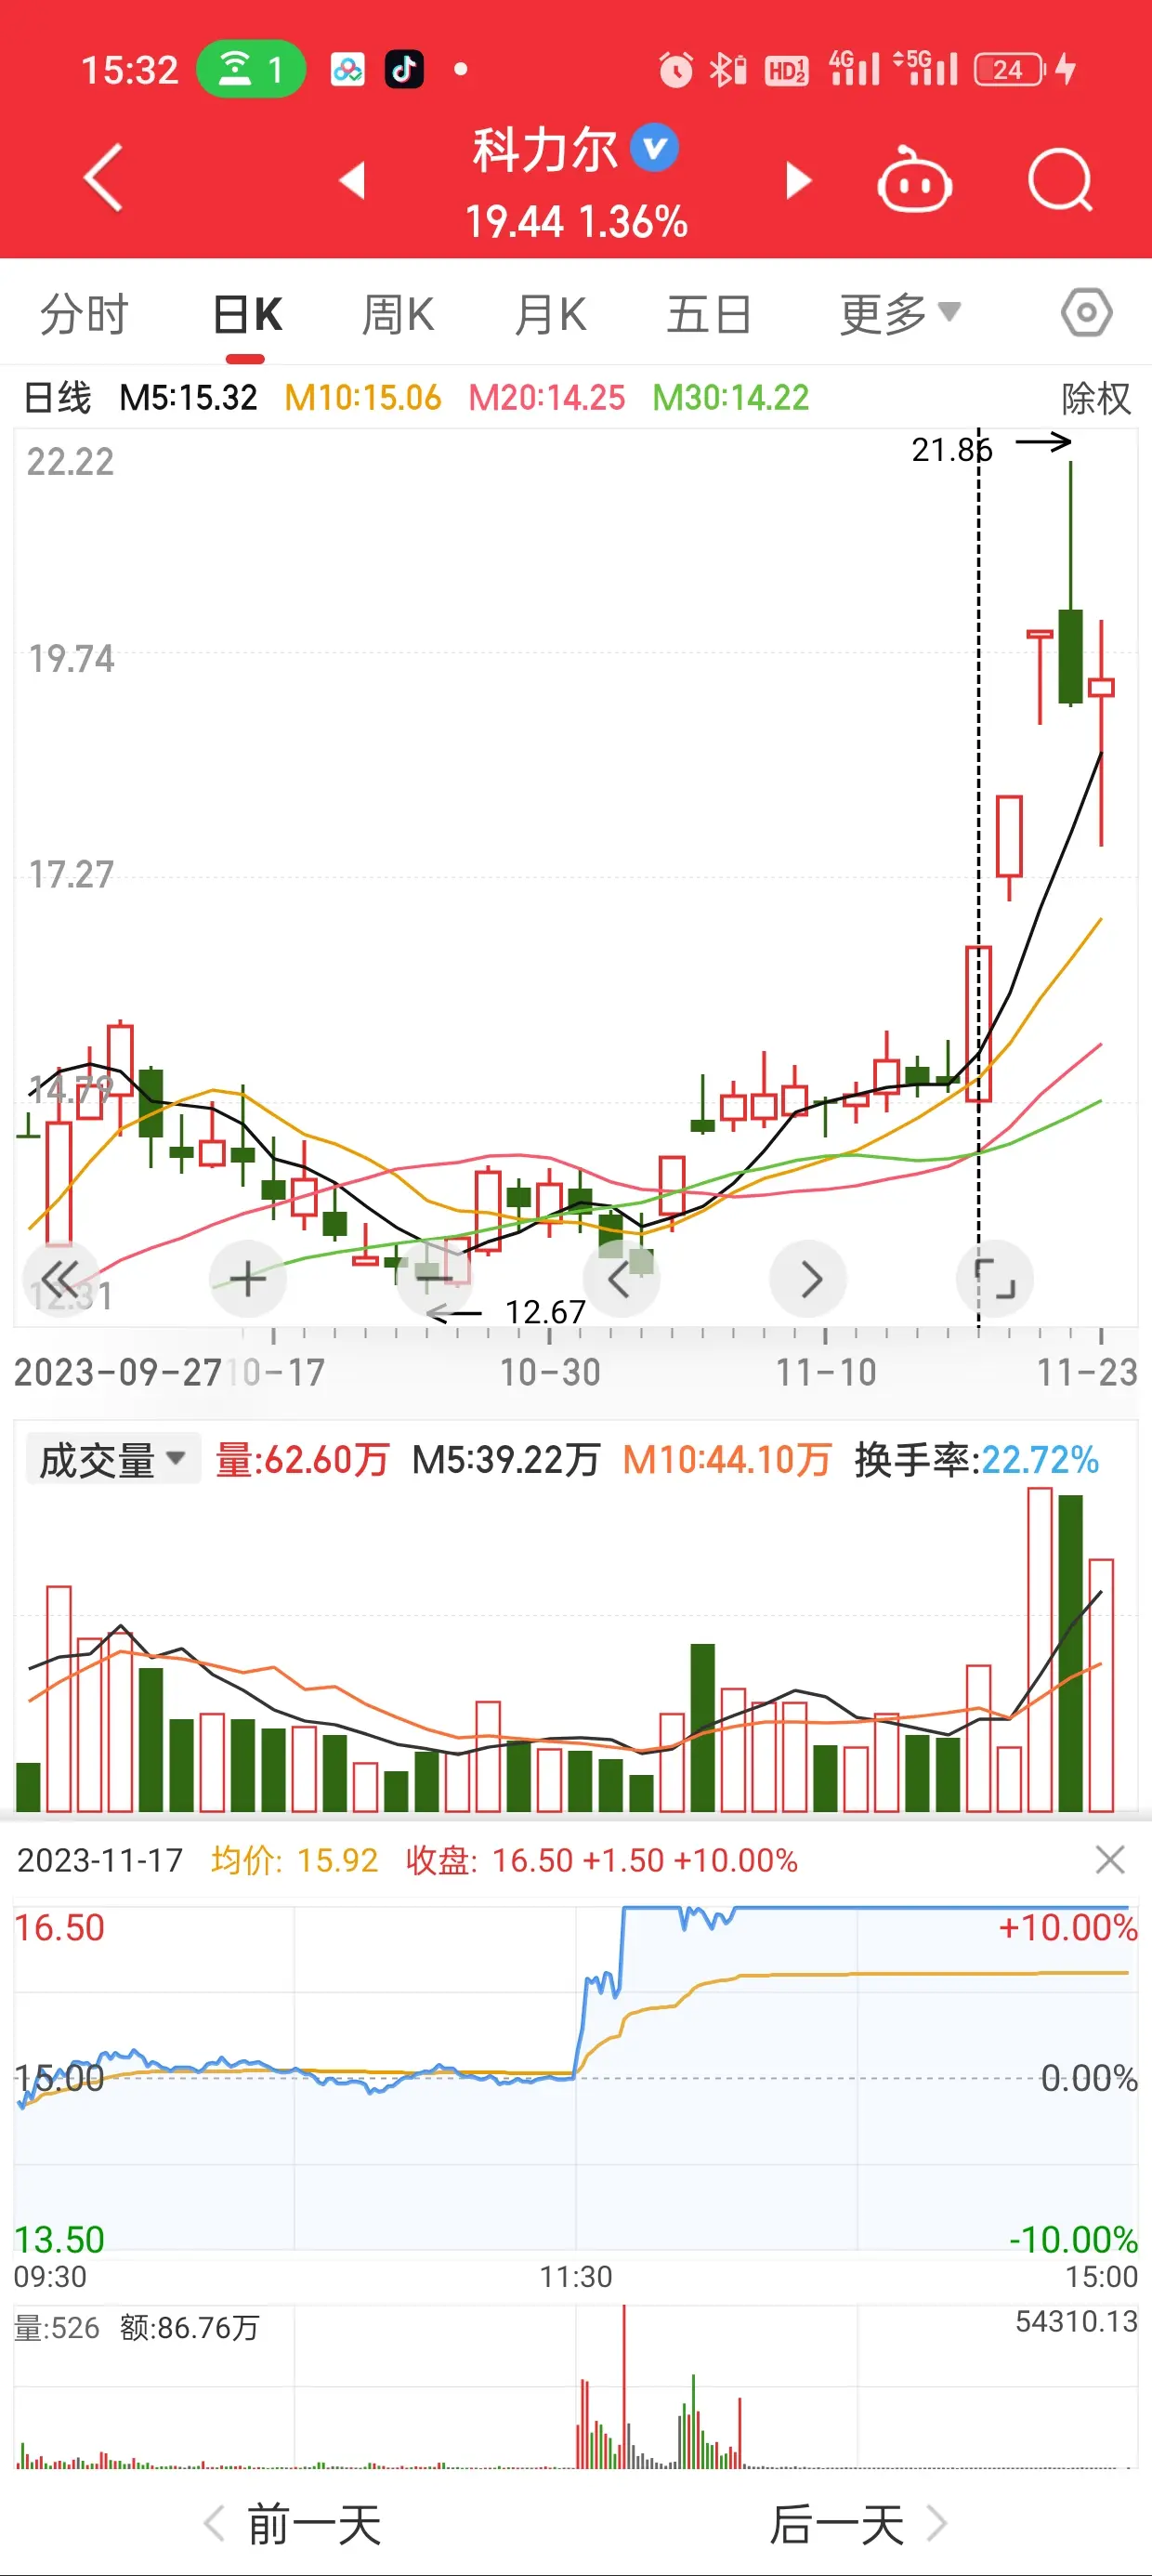 15:32 1 HD 1 2 4G 5G 24
科力尔
19.44 1.36%
分时 日K 周K 月K 五日 更多
日线 M5:15.32 M10:15.06 M20:14.25 M30:14.22 除权
22.22
21.86
19.74
17.27
14.79
12.31
12.67
2023-09-27 10-17 10-30 11-10 11-23
成交量 量:62.60万 M5:39.22万 M10:44.10万 换手率:22.72%
2023-11-17 均价: 15.92 收盘: 16.50 +1.50 +10.00%
16.50 +10.00%
15.00 0.00%
13.50 -10.00%
09:30 11:30 15:00
量:526 额:86.76万 54310.13
前一天 后一天